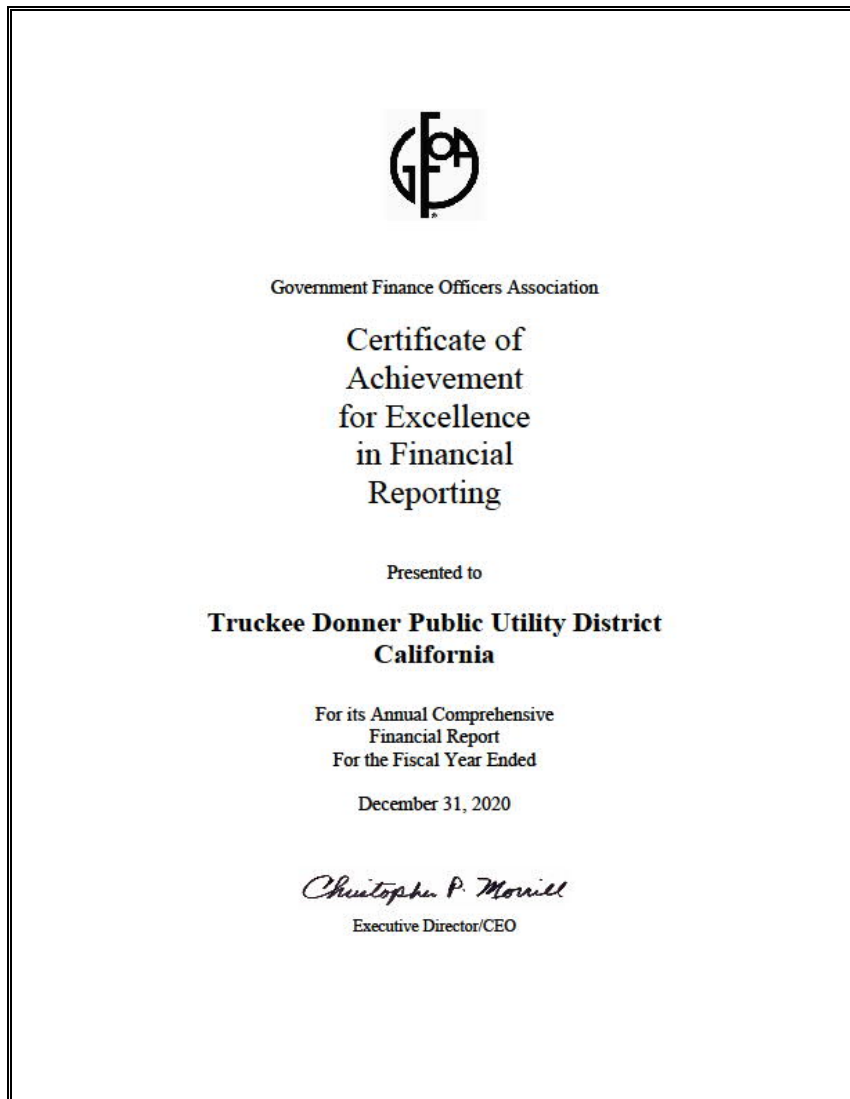 GFOA
®
Government Finance Officers Association
Certificate of
Achievement
for Excellence
in Financial
Reporting
Presented to
Truckee Donner Public Utility District
California
For its Annual Comprehensive
Financial Report
For the Fiscal Year Ended
December 31, 2020
Christopher P. Morrill
Executive Director/CEO